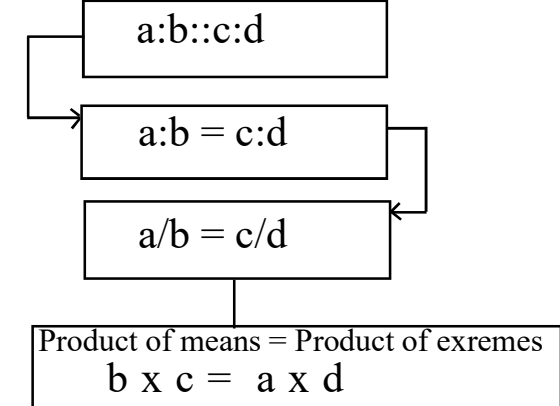 a:b::c:d
a:b = c:d
a/b = c/d
Product of means = Product of exremes
b x c = a x d